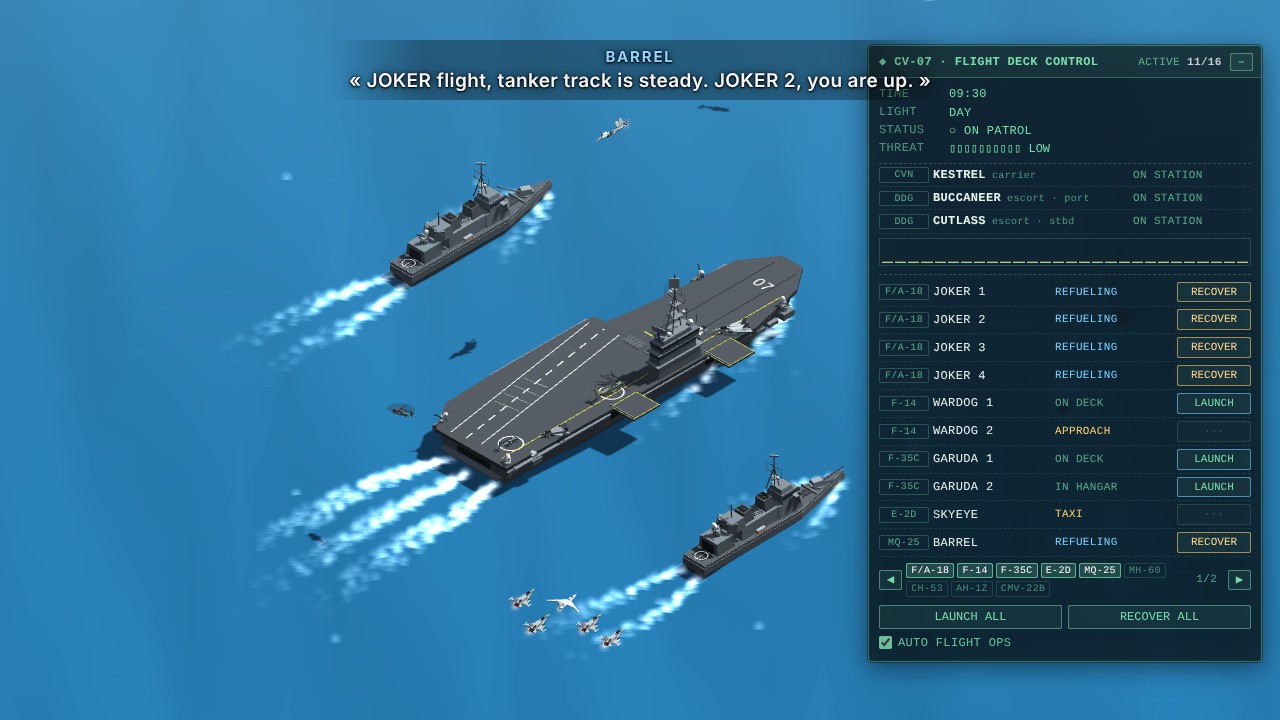 BARREL
« JOKER flight, tanker track is steady. JOKER 2, you are up. »
◆ CV-07 · FLIGHT DECK CONTROL ACTIVE 11/16 −
TIME 09:30
LIGHT DAY
STATUS ○ ON PATROL
THREAT ▯▯▯▯▯▯▯▯▯▯ LOW
CVN KESTREL carrier ON STATION
DDG BUCCANEER escort · port ON STATION
DDG CUTLASS escort · stbd ON STATION
F/A-18 JOKER 1 REFUELING RECOVER
F/A-18 JOKER 2 REFUELING RECOVER
F/A-18 JOKER 3 REFUELING RECOVER
F/A-18 JOKER 4 REFUELING RECOVER
F-14 WARDOG 1 ON DECK LAUNCH
F-14 WARDOG 2 APPROACH ···
F-35C GARUDA 1 ON DECK LAUNCH
F-35C GARUDA 2 IN HANGAR LAUNCH
E-2D SKYEYE TAXI ···
MQ-25 BARREL REFUELING RECOVER
◀ F/A-18 F-14 F-35C E-2D MQ-25 MH-60 1/2 ▶
CH-53 AH-1Z CMV-22B
LAUNCH ALL RECOVER ALL
AUTO FLIGHT OPS
07